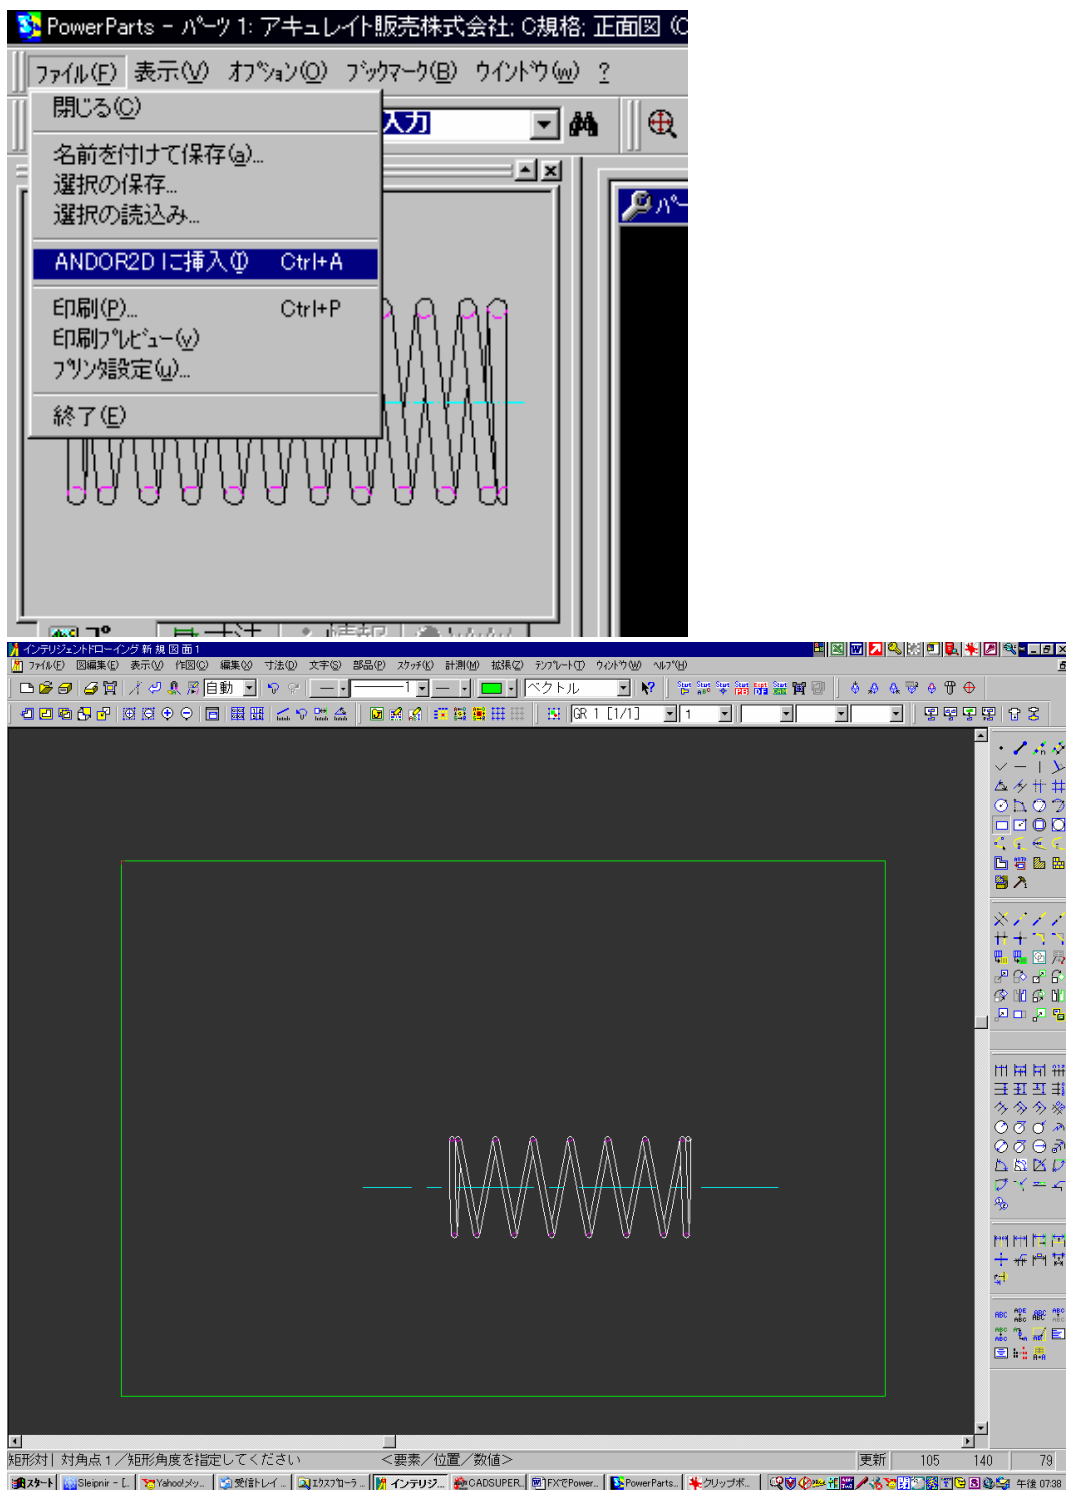 PowerParts - パーツ 1: アキュレイト販売株式会社; C規格; 正面図 (C
ファイル(F) 表示(V) オプション(O) ブックマーク(B) ウインドウ(w) ?
閉じる(C)
入力
名前を付けて保存(a)...
選択の保存...
選択の読込み...
ANDOR2D に挿入(I) Ctrl+A
印刷(P)... Ctrl+P
印刷プレビュー(v)
プリンタ設定(u)...
終了(E)
インテリジェントドローイング 新規図面1
ファイル(F) 図編集(E) 表示(V) 作図(C) 編集(X) 寸法(D) 文字(S) 部品(P) スケッチ(K) 計測(M) 拡張(Z) テンプレート(T) ウィンドウ(W) ヘルプ(H)
自動 1 ベクトル
GR 1 [1/1] 1
矩形対| 対角点1/矩形角度を指定してください <要素/位置/数値> 更新 105 140 79
スタート Sleipnir - [.. Yahoo!メッ... 受信トレイ ... エクスプローラ ... インテリジ... CADSUPER... FXでPower... PowerParts... クリップボ... 午後 07:38